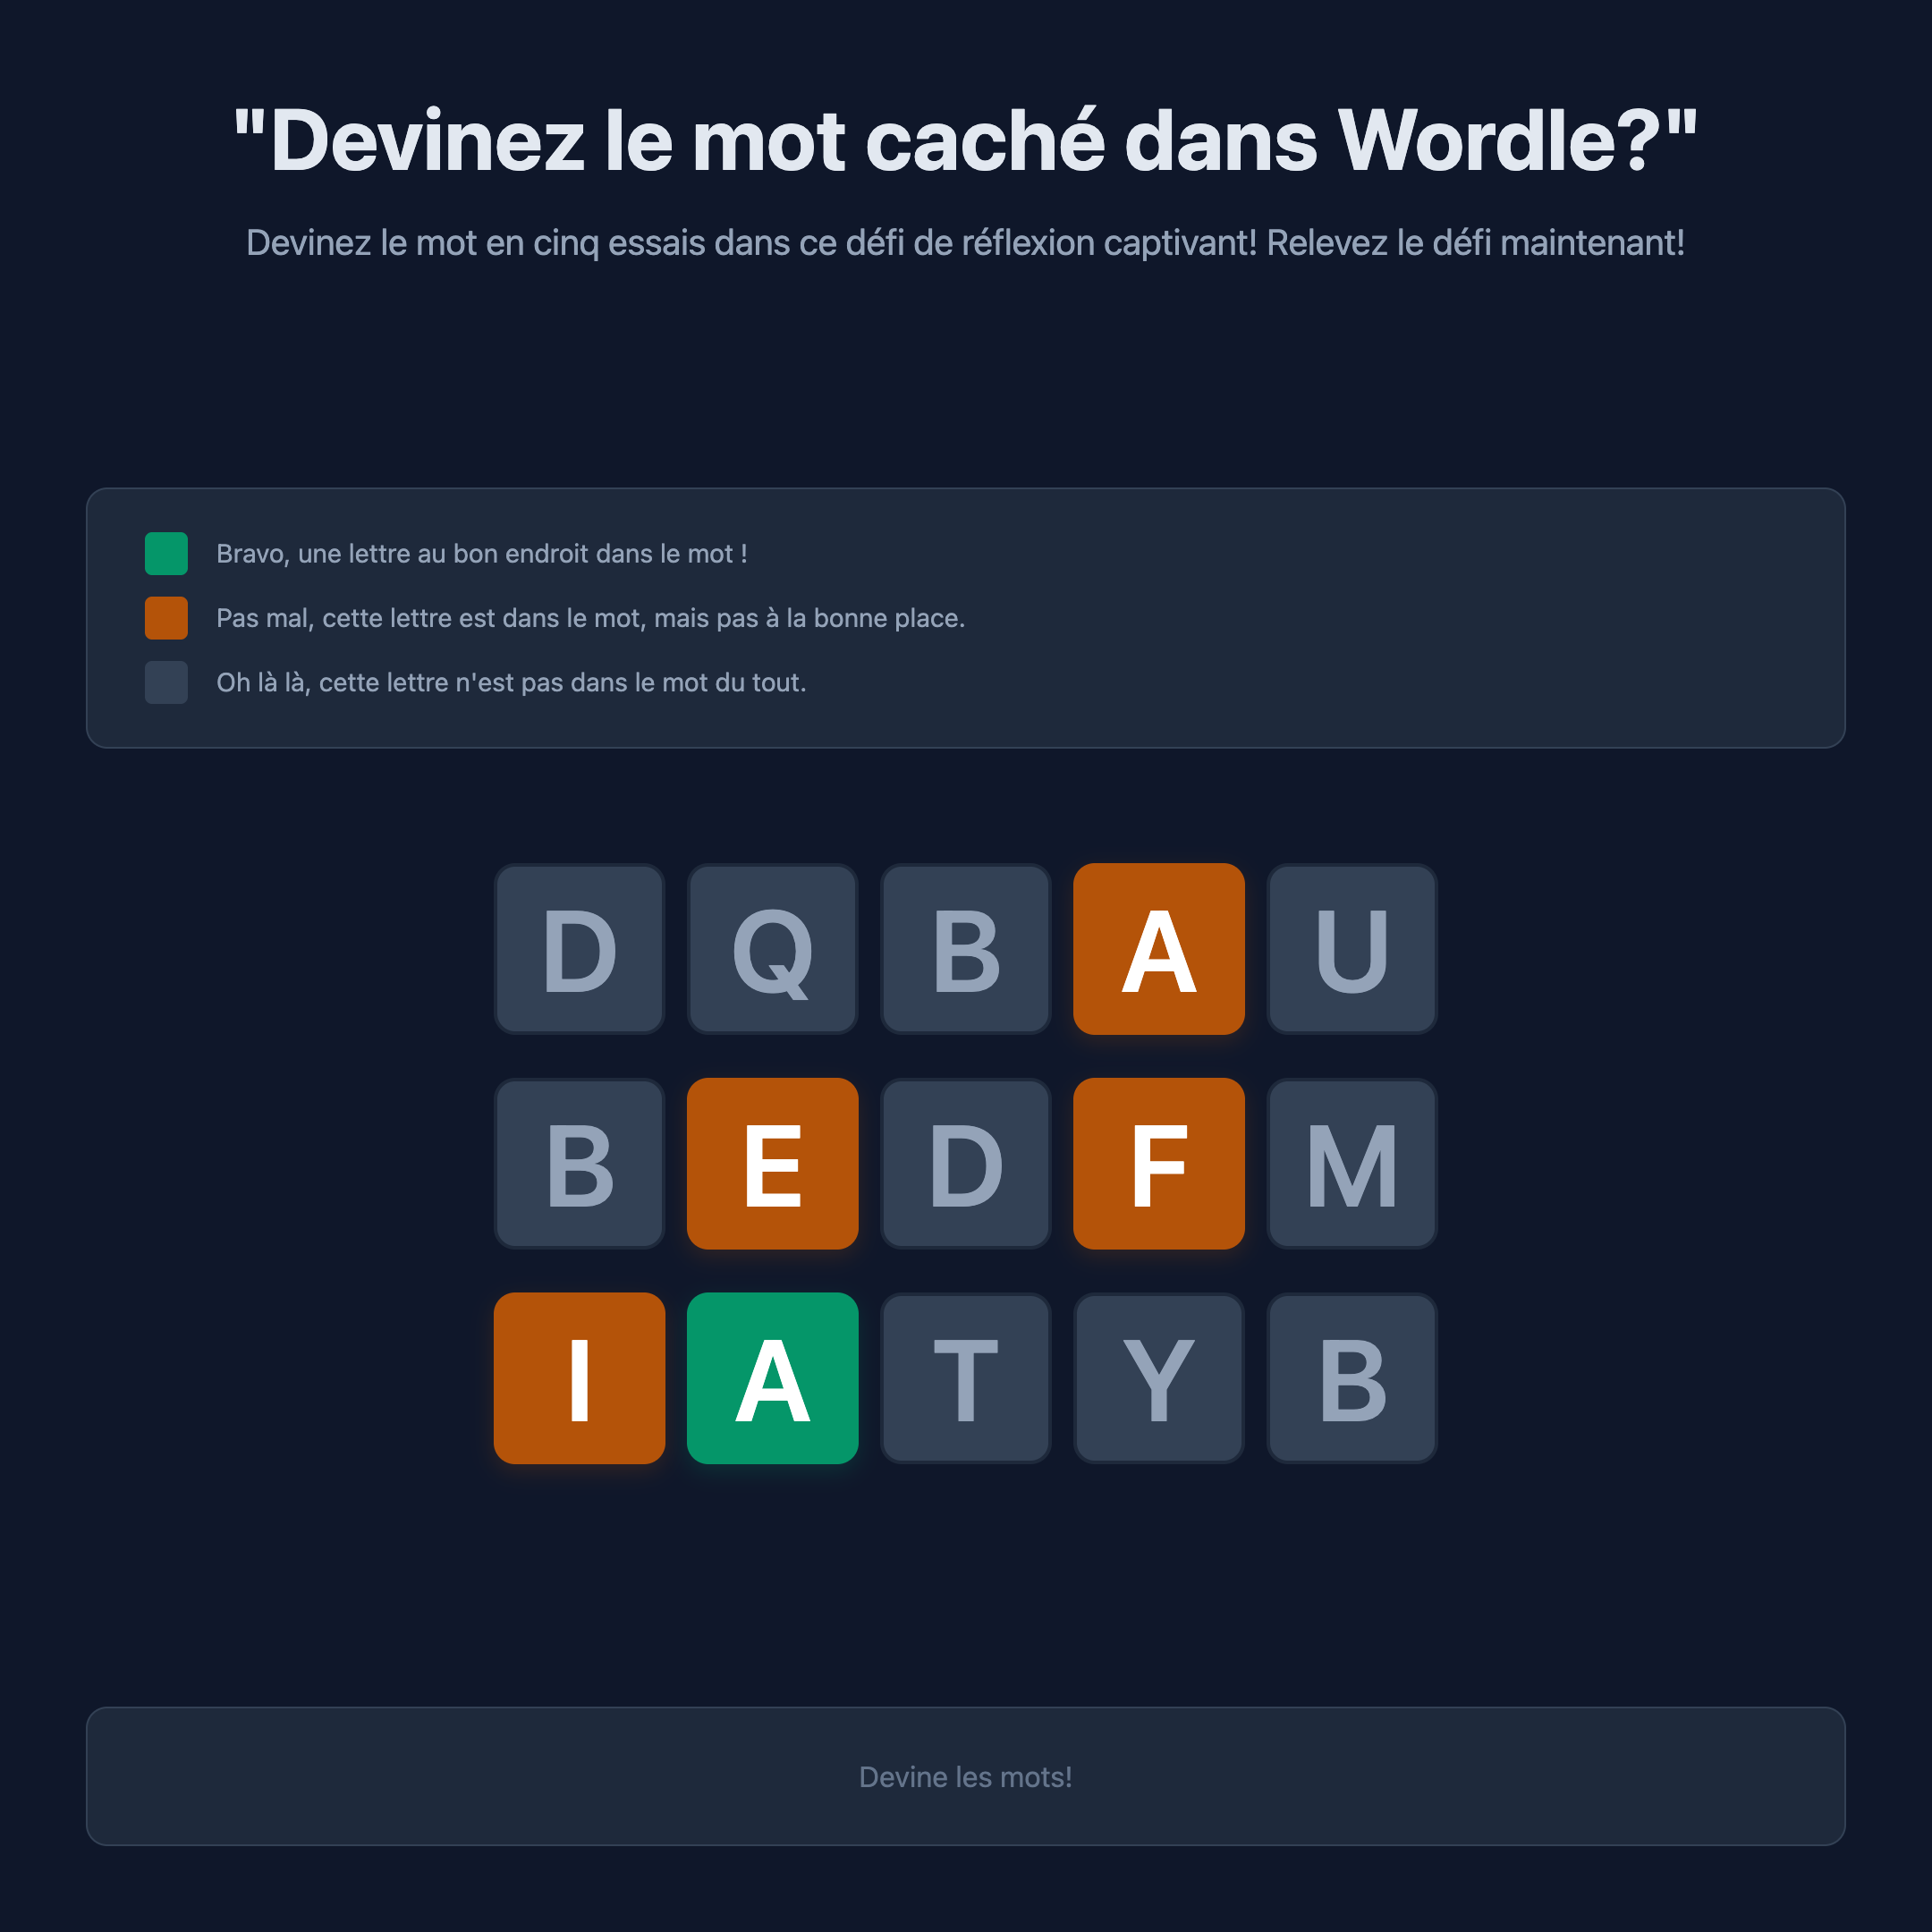 "Devinez le mot caché dans Wordle?"
Devinez le mot en cinq essais dans ce défi de réflexion captivant! Relevez le défi maintenant!
Bravo, une lettre au bon endroit dans le mot !
Pas mal, cette lettre est dans le mot, mais pas à la bonne place.
Oh là là, cette lettre n'est pas dans le mot du tout.
D Q B A U
B E D F M
I A T Y B
Devine les mots!